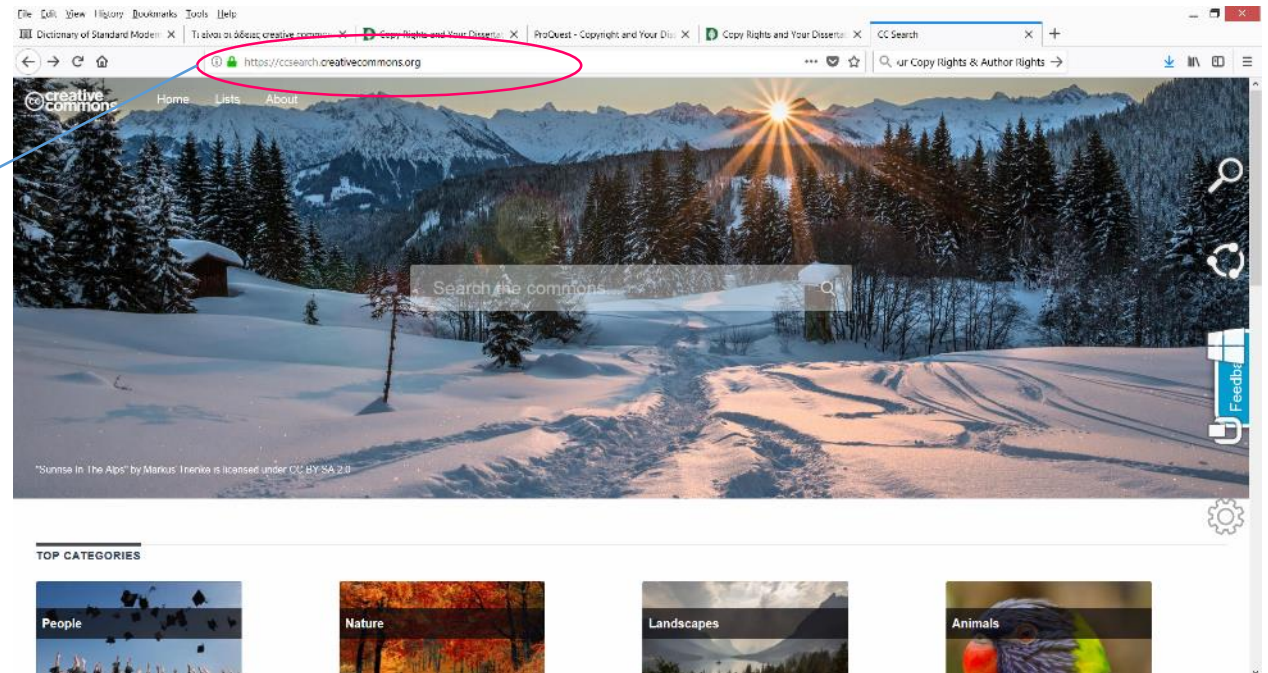 File Edit View History Bookmarks Tools Help
Dictionary of Standard Modern Τι είναι οι άδειες creative commo Copy Rights and Your Disserta ProQuest - Copyright and Your Dis Copy Rights and Your Disserta CC Search
https://ccsearch.creativecommons.org ur Copy Rights & Author Rights
creative commons Home Lists About
Search the commons...
Feedba
"Sunrise In The Alps" by Markus Trienke is licensed under CC BY-SA 2.0
TOP CATEGORIES
People Nature Landscapes Animals